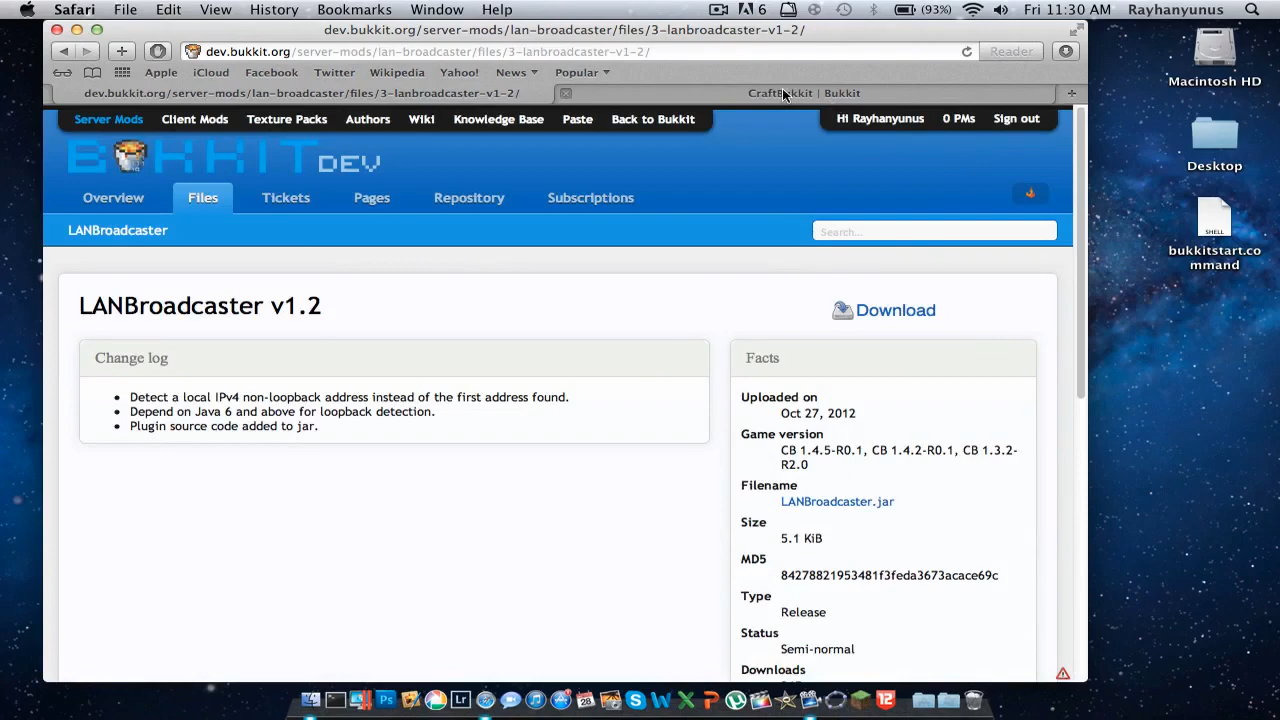 Safari File Edit View History Bookmarks Window Help 6 (93%) Fri 11:30 AM Rayhanyunus
dev.bukkit.org/server-mods/lan-broadcaster/files/3-lanbroadcaster-v1-2/
dev.bukkit.org/server-mods/lan-broadcaster/files/3-lanbroadcaster-v1-2/ Reader
Apple iCloud Facebook Twitter Wikipedia Yahoo! News Popular
dev.bukkit.org/server-mods/lan-broadcaster/files/3-lanbroadcaster-v1-2/ CraftBukkit | Bukkit
Server Mods Client Mods Texture Packs Authors Wiki Knowledge Base Paste Back to Bukkit Hi Rayhanyunus 0 PMs Sign out
BUKKIT DEV
Overview Files Tickets Pages Repository Subscriptions
LANBroadcaster Search...
LANBroadcaster v1.2 Download
Change log
• Detect a local IPv4 non-loopback address instead of the first address found.
• Depend on Java 6 and above for loopback detection.
• Plugin source code added to jar.
Facts
Uploaded on
Oct 27, 2012
Game version
CB 1.4.5-R0.1, CB 1.4.2-R0.1, CB 1.3.2-
R2.0
Filename
LANBroadcaster.jar
Size
5.1 KiB
MD5
84278821953481f3feda3673acace69c
Type
Release
Status
Semi-normal
Downloads
Macintosh HD
Desktop
SHELL
bukkitstart.co
mmand
28
12